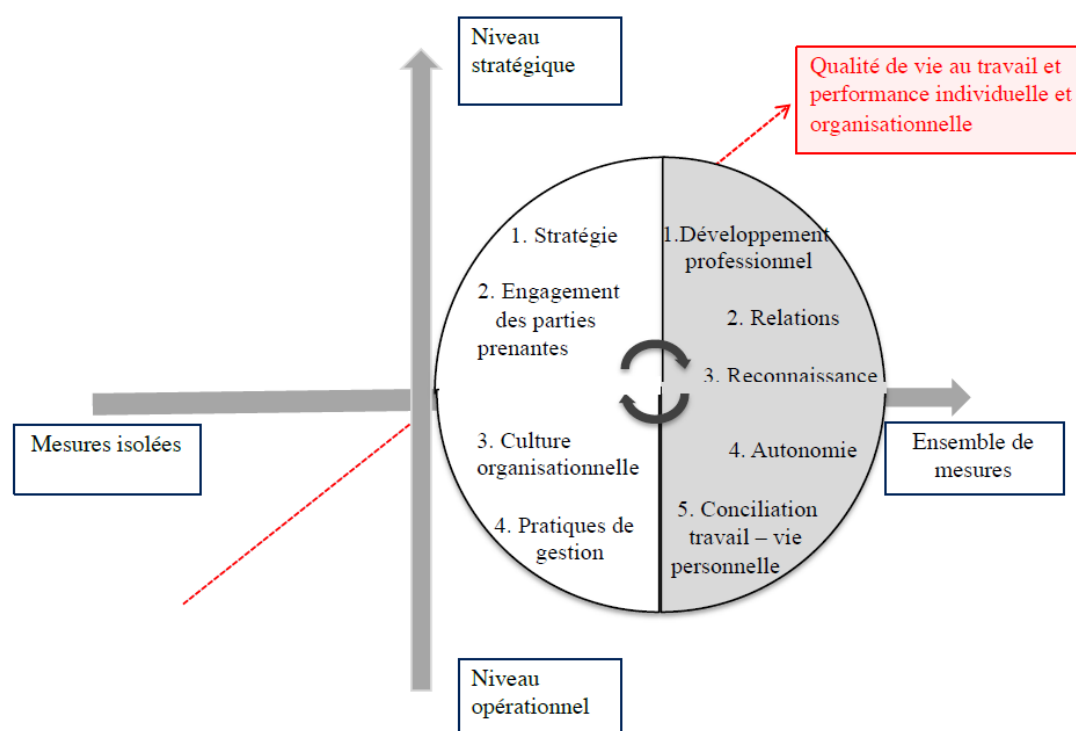 Niveau
stratégique
Qualité de vie au travail et
performance individuelle et
organisationnelle
1. Stratégie
2. Engagement
des parties
prenantes
3. Culture
organisationnelle
4. Pratiques de
gestion
1.Développement
professionnel
2. Relations
3. Reconnaissance
4. Autonomie
5. Conciliation
travail – vie
personnelle
Mesures isolées
Ensemble de
mesures
Niveau
opérationnel